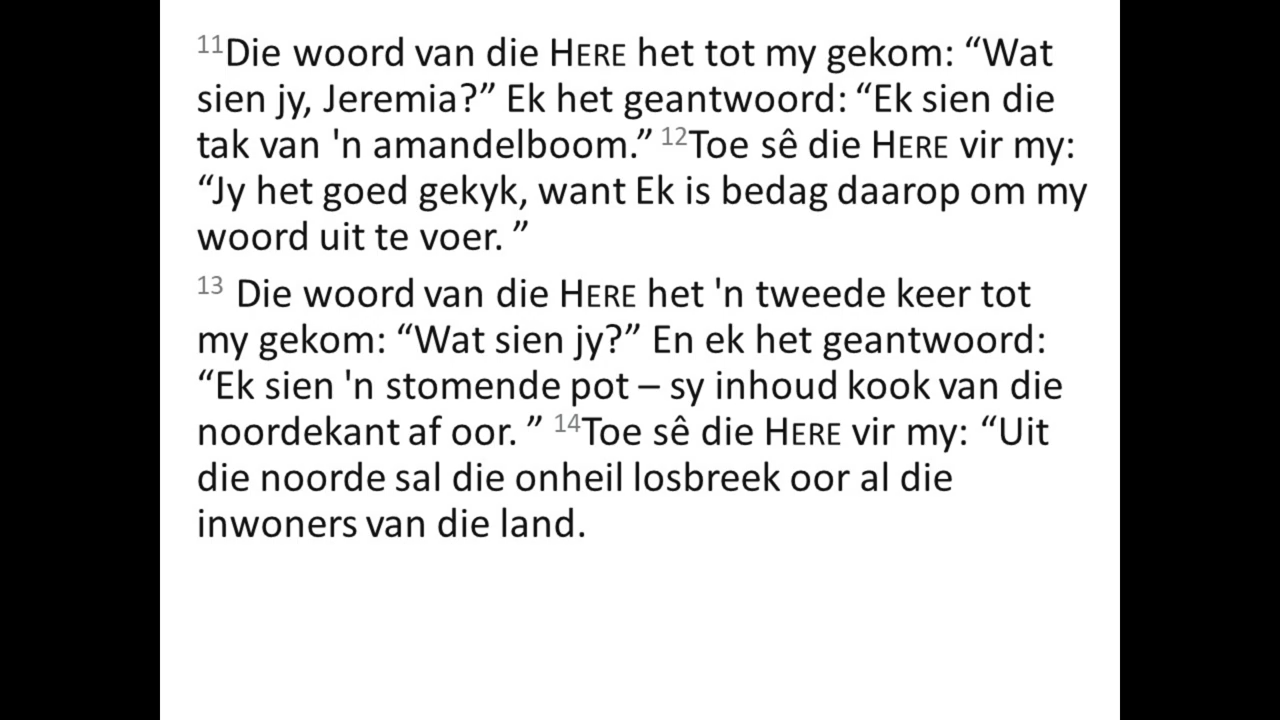 11Die woord van die HERE het tot my gekom: “Wat
sien jy, Jeremia?” Ek het geantwoord: “Ek sien die
tak van 'n amandelboom.” 12Toe sê die HERE vir my:
“Jy het goed gekyk, want Ek is bedag daarop om my
woord uit te voer. ”
13 Die woord van die HERE het 'n tweede keer tot
my gekom: “Wat sien jy?” En ek het geantwoord:
“Ek sien 'n stomende pot – sy inhoud kook van die
noordekant af oor. ” 14Toe sê die HERE vir my: “Uit
die noorde sal die onheil losbreek oor al die
inwoners van die land.